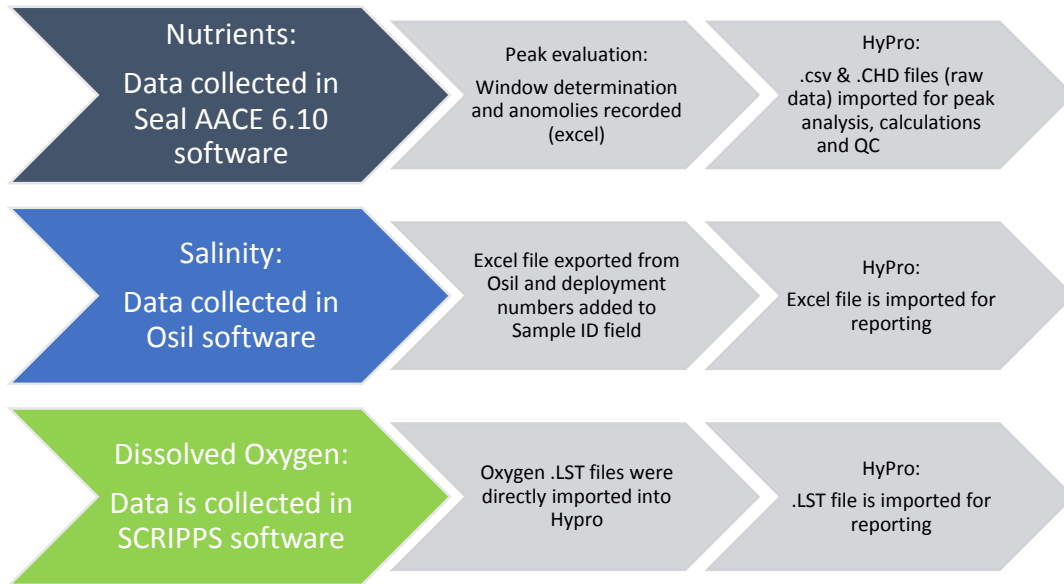 Nutrients:
Data collected in
Seal AACE 6.10
software
Peak evaluation:
Window determination
and anomolies recorded
(excel)
HyPro:
.csv & .CHD files (raw
data) imported for peak
analysis, calculations
and QC
Salinity:
Data collected in
Osil software
Excel file exported from
Osil and deployment
numbers added to
Sample ID field
HyPro:
Excel file is imported for
reporting
Dissolved Oxygen:
Data is collected in
SCRIPPS software
Oxygen .LST files were
directly imported into
Hypro
HyPro:
.LST file is imported for
reporting